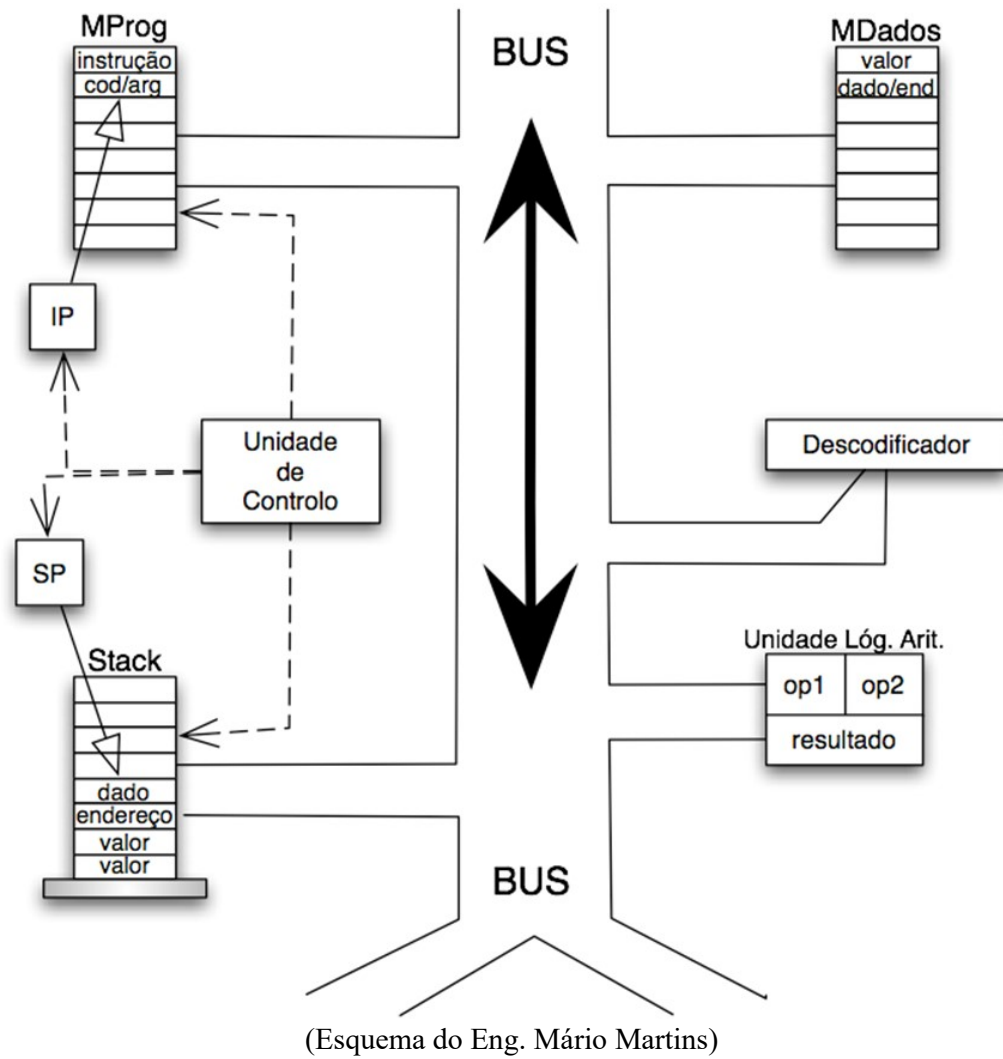 MProg
instrução
cod/arg
BUS
MDados
valor
dado/end
IP
Unidade
de
Controlo
Descodificador
SP
Stack
dado
endereço
valor
valor
Unidade Lóg. Arit.
op1 op2
resultado
BUS
(Esquema do Eng. Mário Martins)